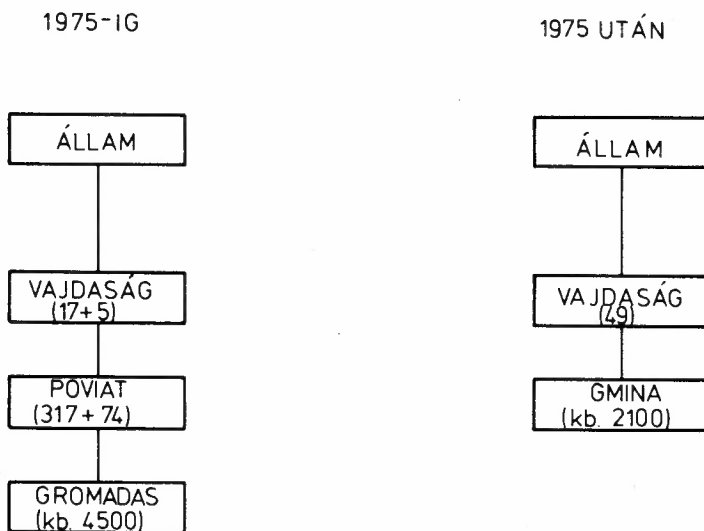 1975-IG
ÁLLAM
VAJDASÁG
(17+5)
POVIAT
(317+74)
GROMADAS
(kb. 4500)
1975 UTÁN
ÁLLAM
VAJDASÁG
(49)
GMINA
(kb. 2100)